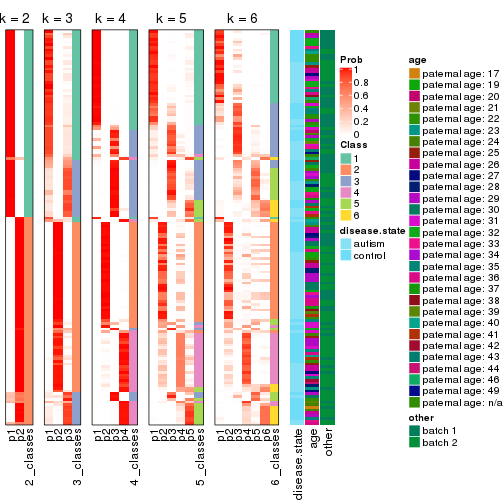 k = 2 k = 3 k = 4 k = 5 k = 6
p1 p2 2_classes
p1 p2 p3 3_classes
p1 p2 p3 p4 4_classes
p1 p2 p3 p4 p5 5_classes
p1 p2 p3 p4 p5 p6 6_classes
disease.state
age
other
Prob
1
0.8
0.6
0.4
0.2
0
Class
1
2
3
4
5
6
disease.state
autism
control
age
paternal age: 17
paternal age: 19
paternal age: 20
paternal age: 21
paternal age: 22
paternal age: 23
paternal age: 24
paternal age: 25
paternal age: 26
paternal age: 27
paternal age: 28
paternal age: 29
paternal age: 30
paternal age: 31
paternal age: 32
paternal age: 33
paternal age: 34
paternal age: 35
paternal age: 36
paternal age: 37
paternal age: 38
paternal age: 39
paternal age: 40
paternal age: 41
paternal age: 42
paternal age: 43
paternal age: 44
paternal age: 46
paternal age: 49
paternal age: n/a
other
batch 1
batch 2